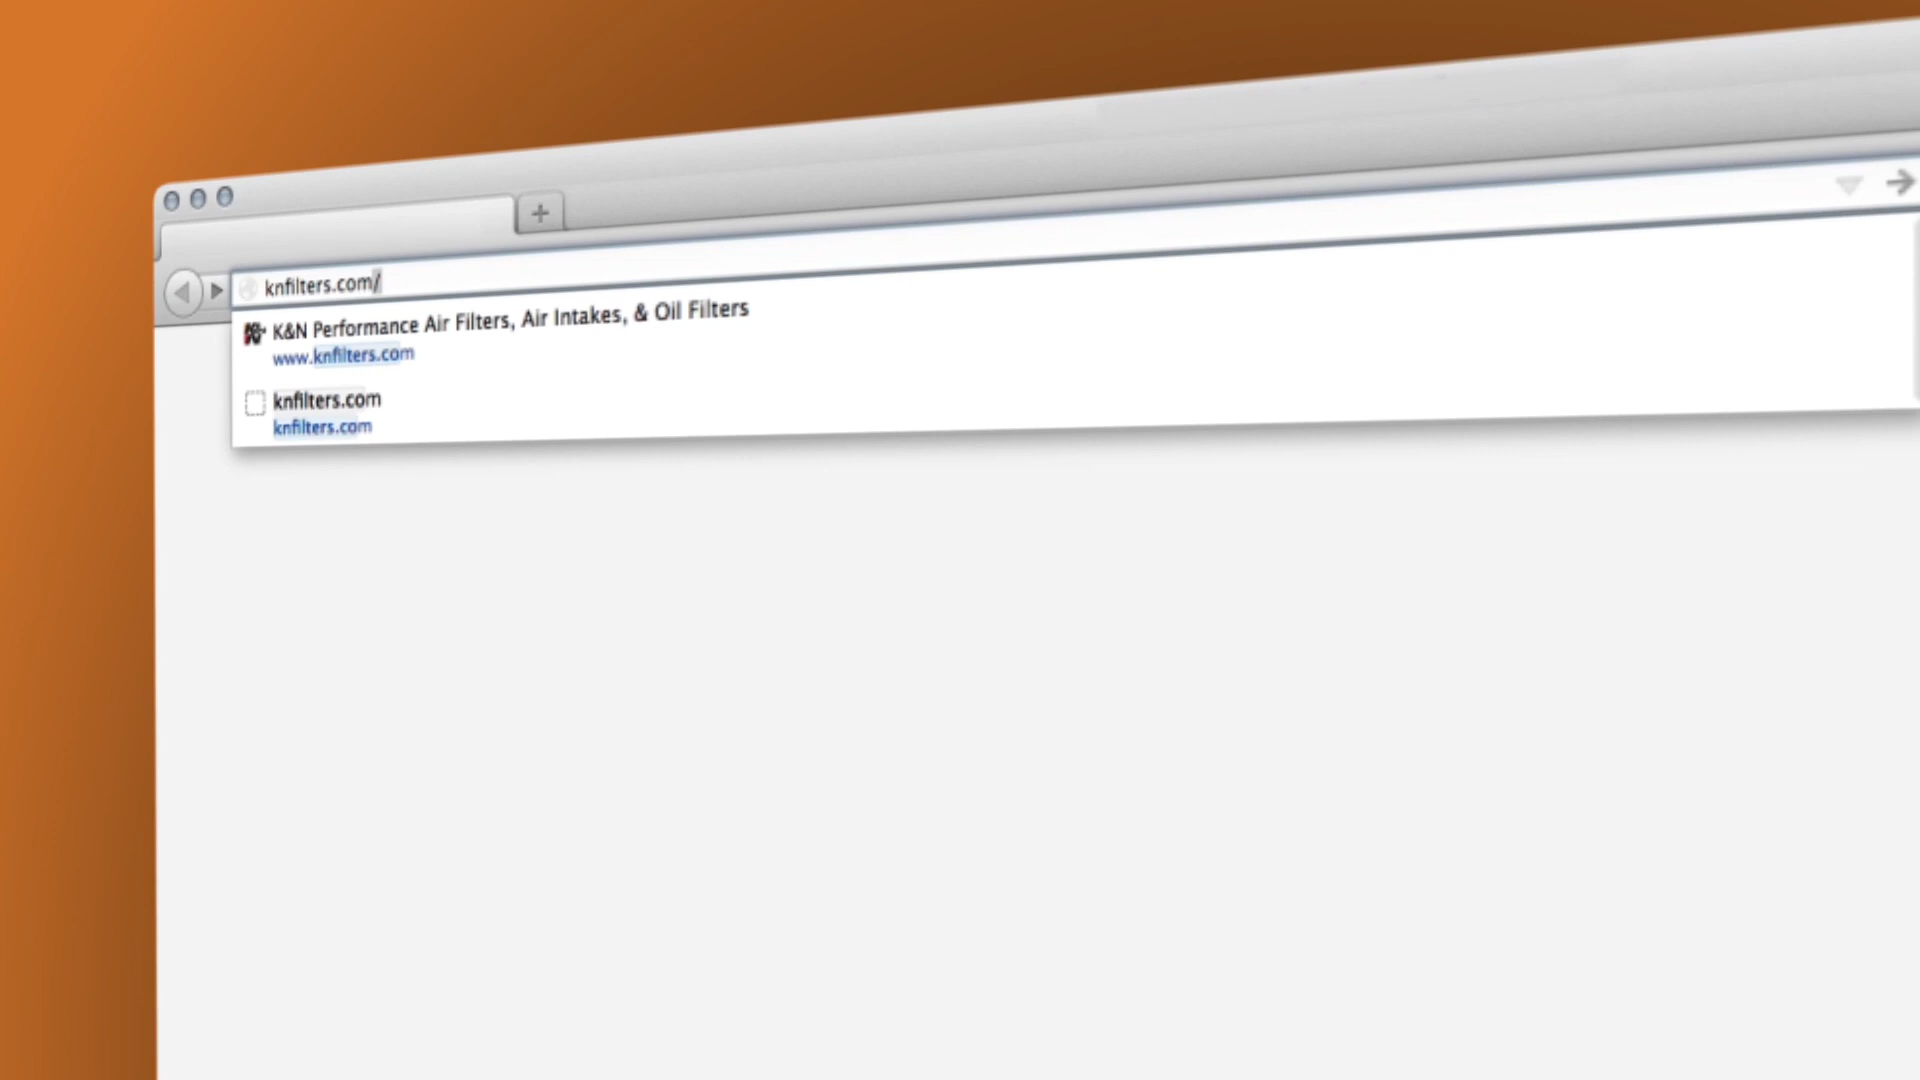 knfilters.com/
K&N Performance Air Filters, Air Intakes, & Oil Filters
www.knfilters.com
knfilters.com
knfilters.com